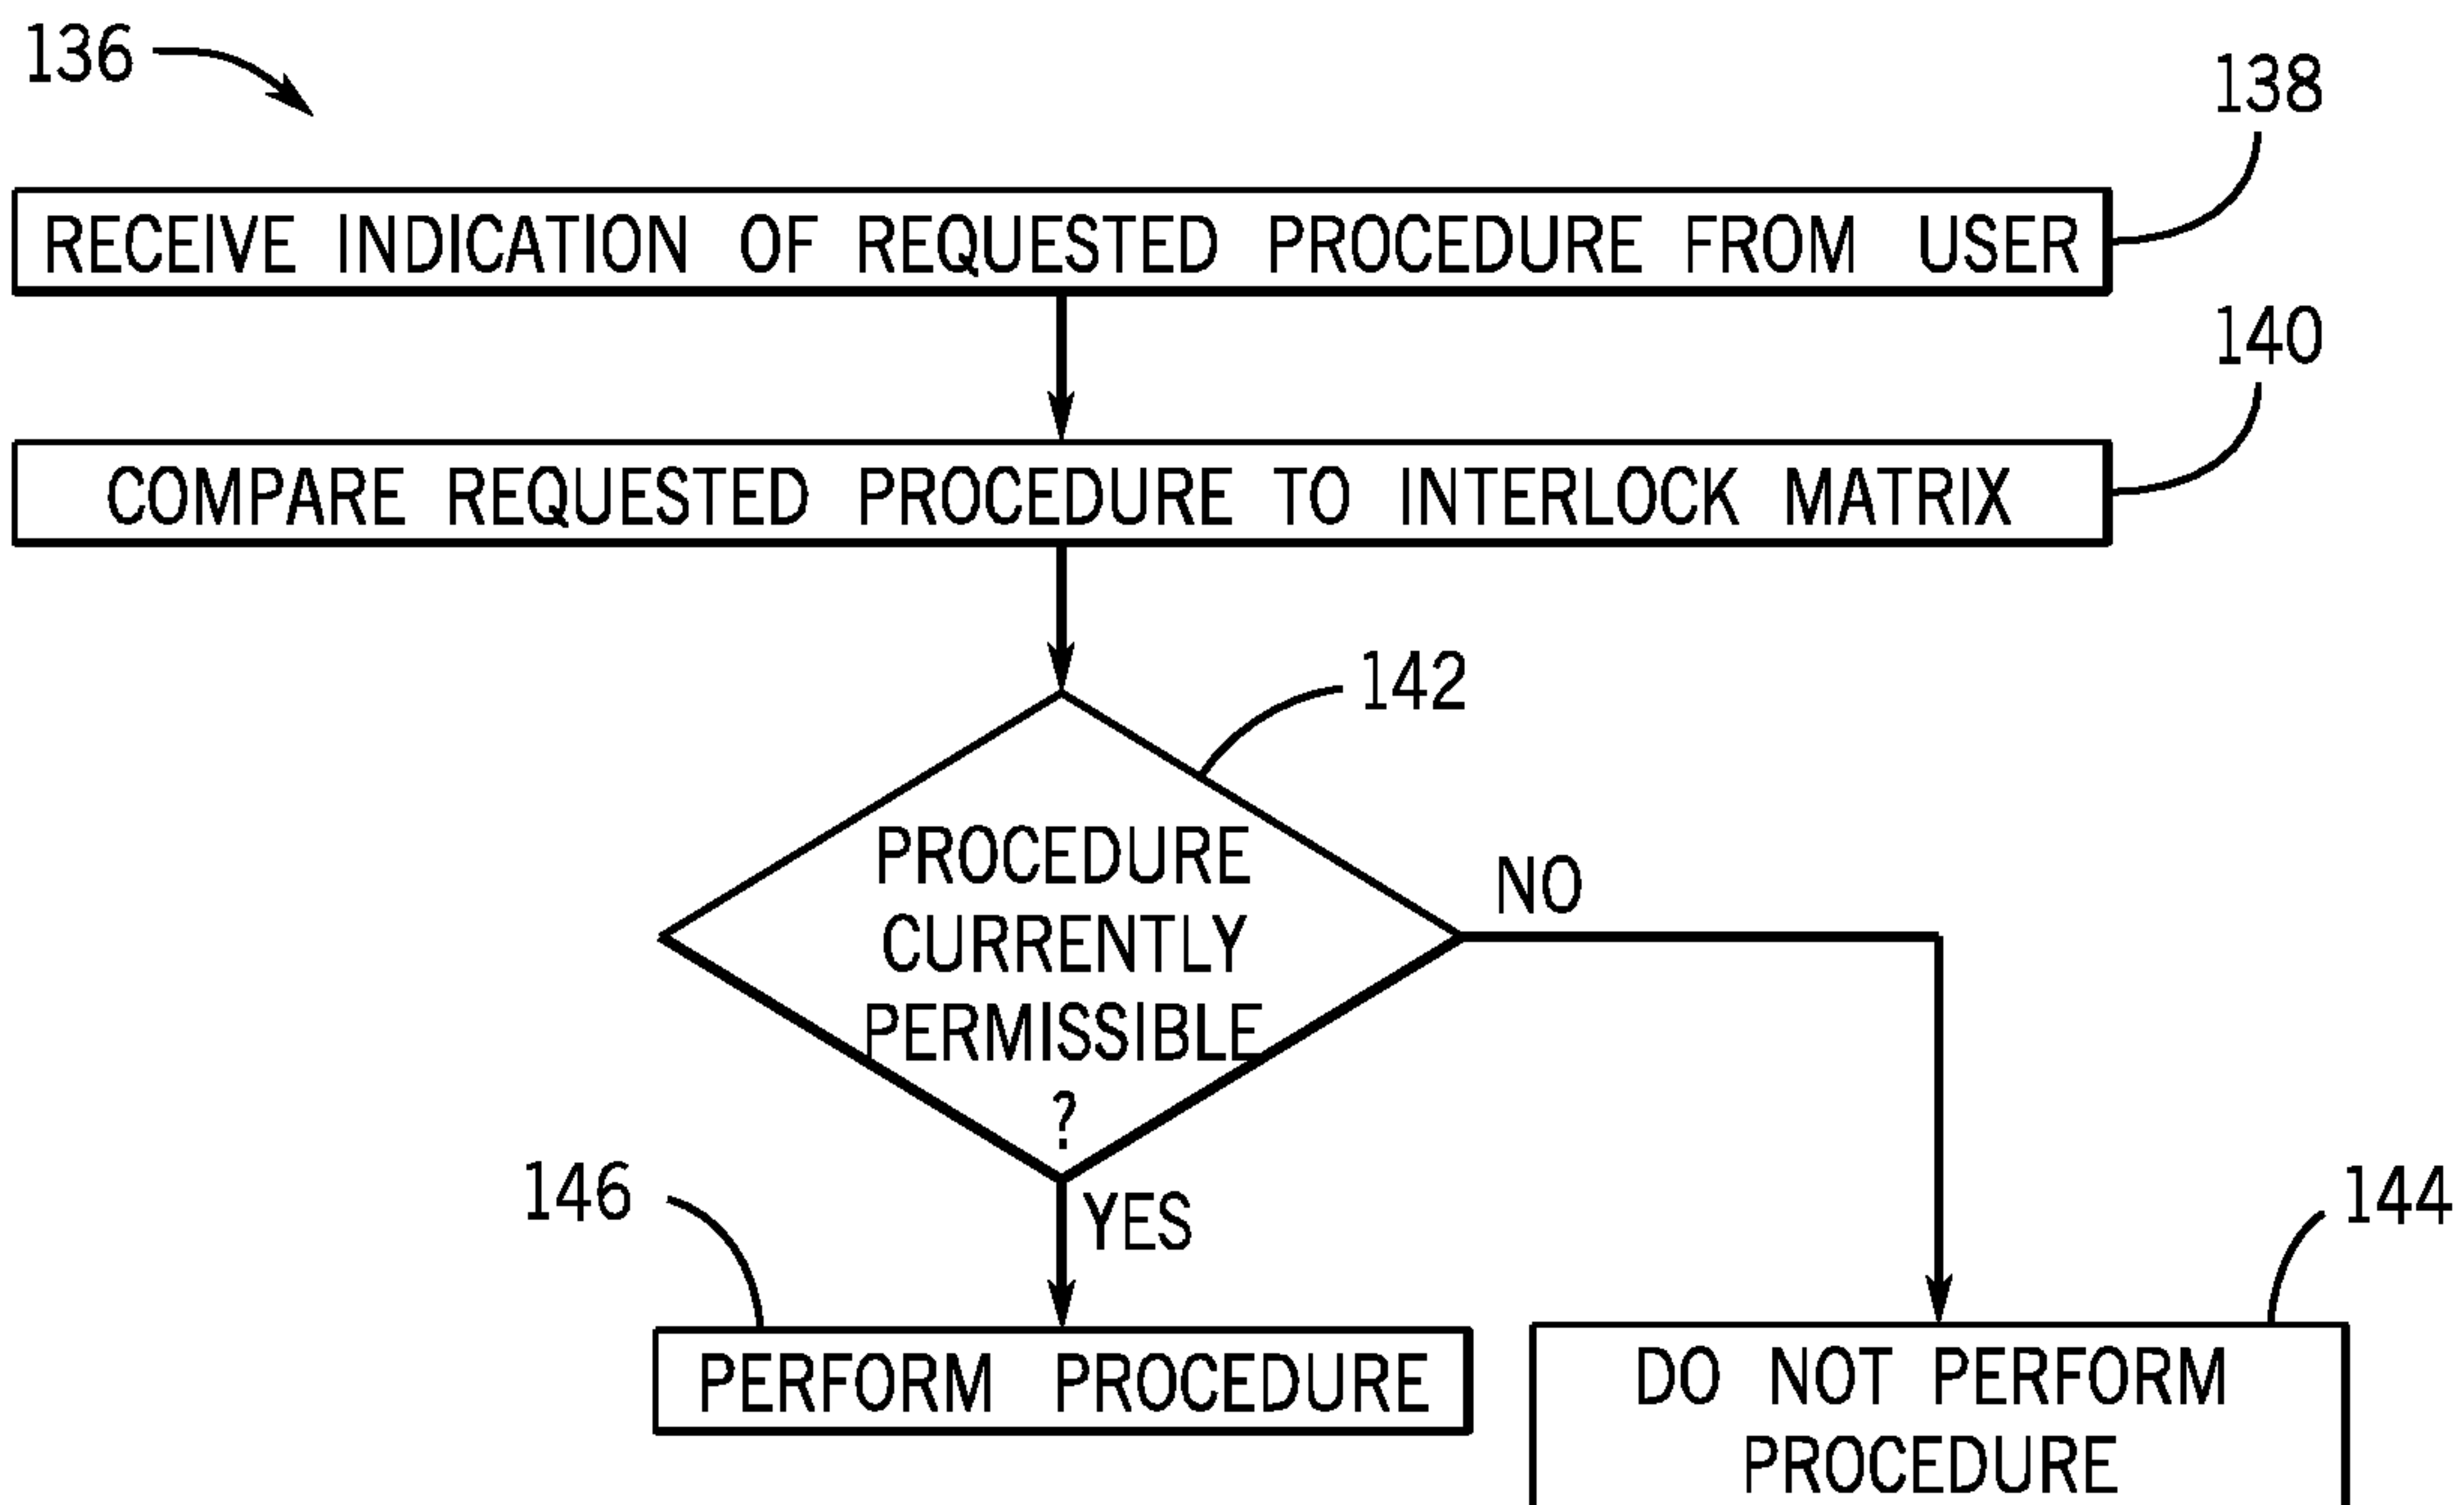 136
138
RECEIVE INDICATION OF REQUESTED PROCEDURE FROM USER
140
COMPARE REQUESTED PROCEDURE TO INTERLOCK MATRIX
142
PROCEDURE
CURRENTLY
PERMISSIBLE
?
NO
YES
146
144
PERFORM PROCEDURE
DO NOT PERFORM
PROCEDURE